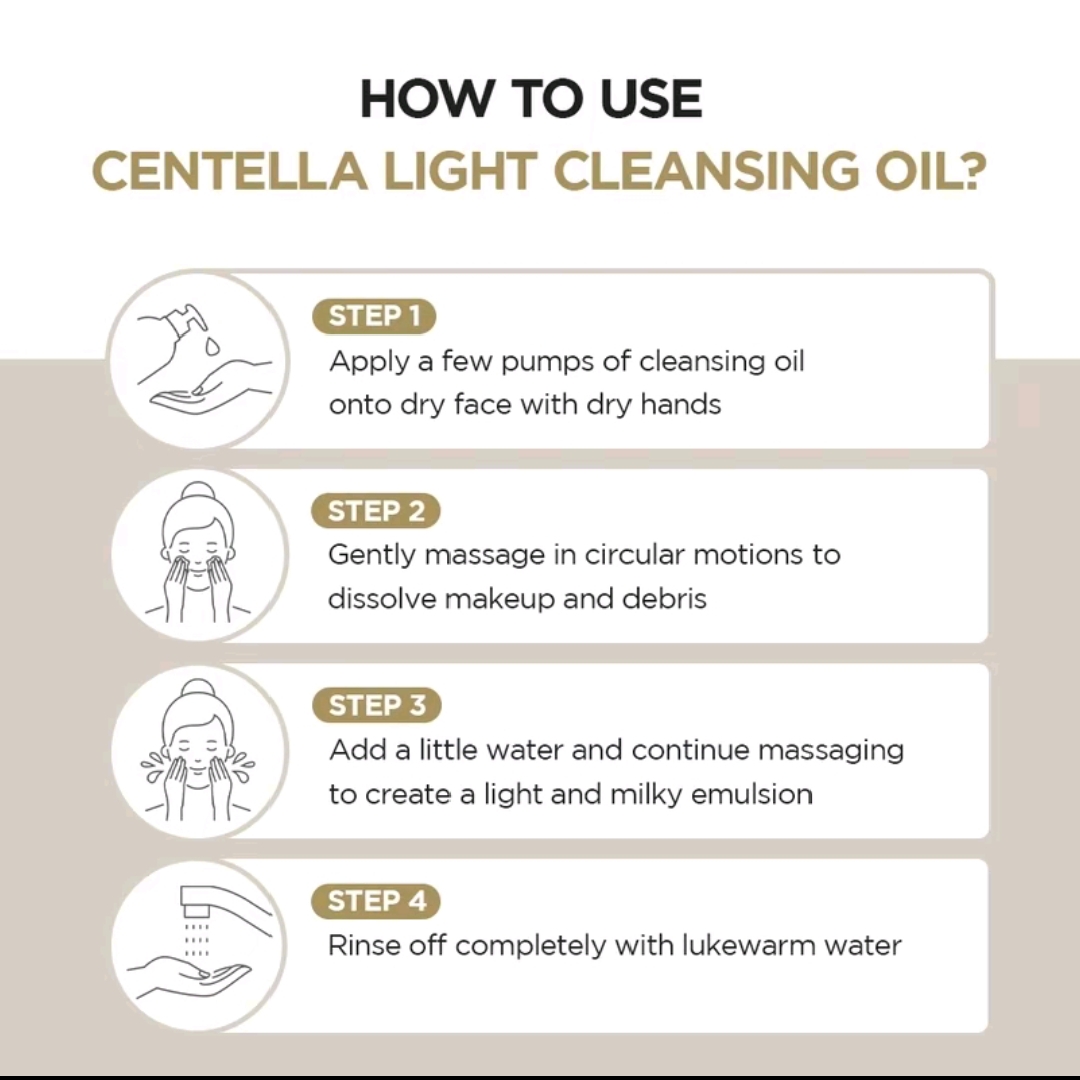 HOW TO USE
CENTELLA LIGHT CLEANSING OIL?
STEP 1
Apply a few pumps of cleansing oil
onto dry face with dry hands
STEP 2
Gently massage in circular motions to
dissolve makeup and debris
STEP 3
Add a little water and continue massaging
to create a light and milky emulsion
STEP 4
Rinse off completely with lukewarm water